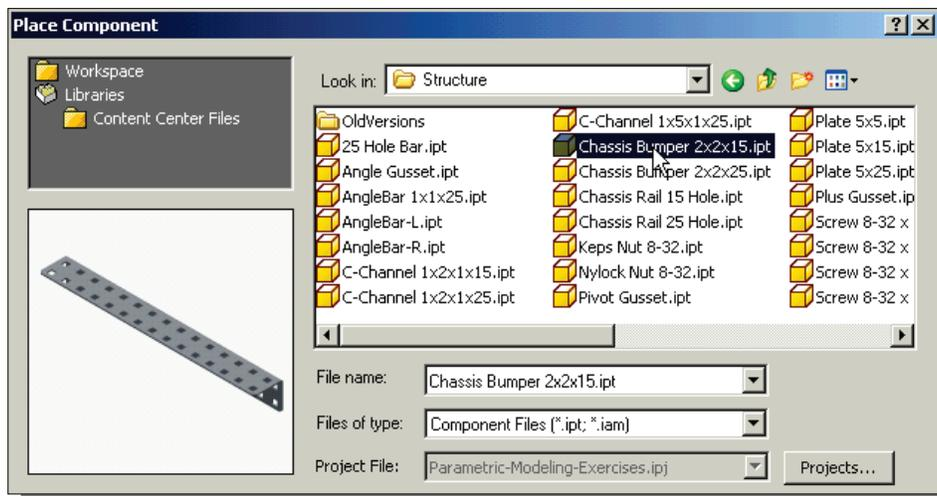 Place Component
Workspace
Libraries
Content Center Files
Look in: Structure
OldVersions
25 Hole Bar.ipt
Angle Gusset.ipt
AngleBar 1x1x25.ipt
AngleBar-L.ipt
AngleBar-R.ipt
C-Channel 1x2x1x15.ipt
C-Channel 1x2x1x25.ipt
C-Channel 1x5x1x25.ipt
Chassis Bumper 2x2x15.ipt
Chassis Bumper 2x2x25.ipt
Chassis Rail 15 Hole.ipt
Chassis Rail 25 Hole.ipt
Keps Nut 8-32.ipt
Nylock Nut 8-32.ipt
Pivot Gusset.ipt
Plate 5x5.ipt
Plate 5x15.ipt
Plate 5x25.ipt
Plus Gusset.ip
Screw 8-32 x
Screw 8-32 x
Screw 8-32 x
Screw 8-32 x
File name: Chassis Bumper 2x2x15.ipt
Files of type: Component Files (*.ipt; *.iam)
Project File: Parametric-Modeling-Exercises.ipj Projects...